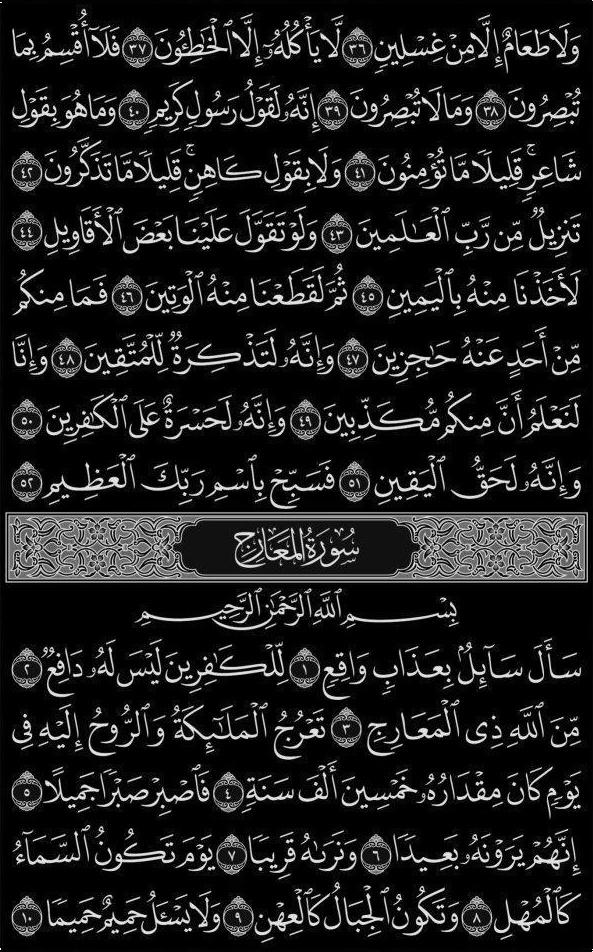 وَلَا طَعَامٌ إِلَّا مِنْ غِسْلِينٍ ٣٦ لَّا يَأْكُلُهُۥٓ إِلَّا ٱلْخَٰطِـُٔونَ ٣٧ فَلَآ أُقْسِمُ بِمَا
تُبْصِرُونَ ٣٨ وَمَا لَا تُبْصِرُونَ ٣٩ إِنَّهُۥ لَقَوْلُ رَسُولٍ كَرِيمٍ ٤٠ وَمَا هُوَ بِقَوْلِ
شَاعِرٍ ۚ قَلِيلًا مَّا تُؤْمِنُونَ ٤١ وَلَا بِقَوْلِ كَاهِنٍ ۚ قَلِيلًا مَّا تَذَكَّرُونَ ٤٢
تَنزِيلٌ مِّن رَّبِّ ٱلْعَٰلَمِينَ ٤٣ وَلَوْ تَقَوَّلَ عَلَيْنَا بَعْضَ ٱلْأَقَاوِيلِ ٤٤
لَأَخَذْنَا مِنْهُ بِٱلْيَمِينِ ٤٥ ثُمَّ لَقَطَعْنَا مِنْهُ ٱلْوَتِينَ ٤٦ فَمَا مِنكُم
مِّنْ أَحَدٍ عَنْهُ حَٰجِزِينَ ٤٧ وَإِنَّهُۥ لَتَذْكِرَةٌ لِّلْمُتَّقِينَ ٤٨ وَإِنَّا
لَنَعْلَمُ أَنَّ مِنكُم مُّكَذِّبِينَ ٤٩ وَإِنَّهُۥ لَحَسْرَةٌ عَلَى ٱلْكَٰفِرِينَ ٥٠
وَإِنَّهُۥ لَحَقُّ ٱلْيَقِينِ ٥١ فَسَبِّحْ بِٱسْمِ رَبِّكَ ٱلْعَظِيمِ ٥٢
سُورَةُ الْمَعَارِجِ
بِسْمِ ٱللَّهِ ٱلرَّحْمَٰنِ ٱلرَّحِيمِ
سَأَلَ سَآئِلٌۢ بِعَذَابٍ وَاقِعٍ ١ لِّلْكَٰفِرِينَ لَيْسَ لَهُۥ دَافِعٌ ٢
مِّنَ ٱللَّهِ ذِى ٱلْمَعَارِجِ ٣ تَعْرُجُ ٱلْمَلَٰٓئِكَةُ وَٱلرُّوحُ إِلَيْهِ فِى
يَوْمٍ كَانَ مِقْدَارُهُۥ خَمْسِينَ أَلْفَ سَنَةٍ ٤ فَٱصْبِرْ صَبْرًا جَمِيلًا ٥
إِنَّهُمْ يَرَوْنَهُۥ بَعِيدًا ٦ وَنَرَىٰهُ قَرِيبًا ٧ يَوْمَ تَكُونُ ٱلسَّمَآءُ
كَٱلْمُهْلِ ٨ وَتَكُونُ ٱلْجِبَالُ كَٱلْعِهْنِ ٩ وَلَا يَسْـَٔلُ حَمِيمٌ حَمِيمًا ١٠